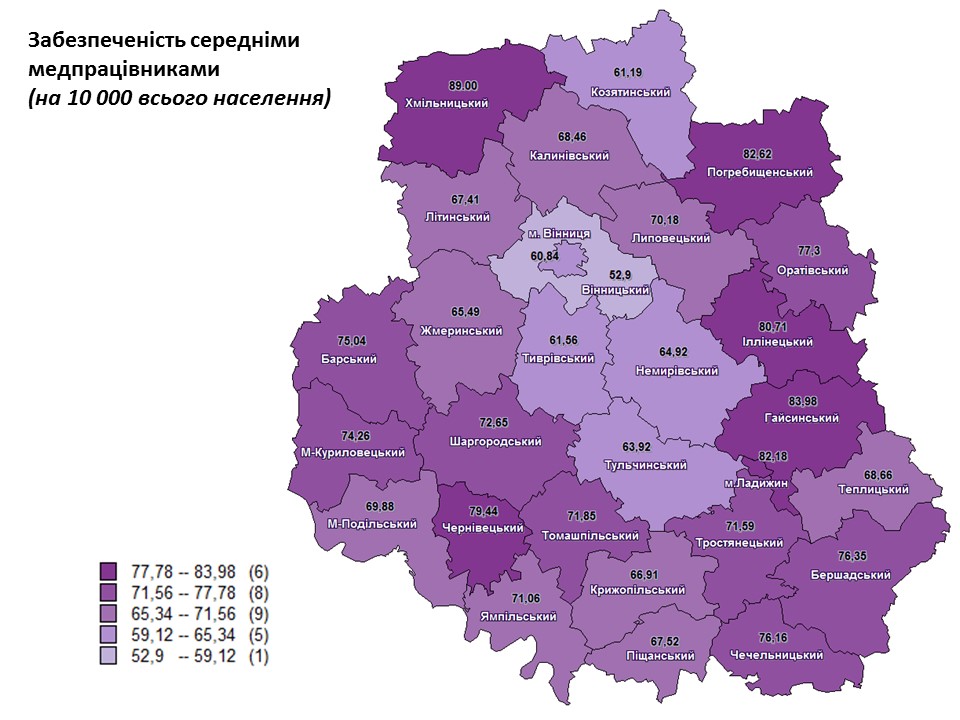 Забезпеченість середніми
медпрацівниками
(на 10 000 всього населення)
89.00
Хмільницький
61,19
Козятинський
68,46
Калинівський
82,62
Погребищенський
67,41
Літинський
70,18
Липовецький
м. Вінниця
60,84
52,9
Вінницький
77,3
Оратівський
65,49
Жмеринський
75,04
Барський
61,56
Тиврівський
64,92
Немирівський
80,71
Іллінецький
83,98
Гайсинський
74,26
М-Куриловецький
72,65
Шаргородський
63,92
Тульчинський
82,18
м.Ладижин
68,66
Теплицький
69,88
М-Подільський
79,44
Чернівецький
71,85
Томашпільський
71,59
Тростянецький
76,35
Бершадський
66,91
Крижопільський
71,06
Ямпільський
67,52
Піщанський
76,16
Чечельницький
77,78 -- 83,98 (6)
71,56 -- 77,78 (8)
65,34 -- 71,56 (9)
59,12 -- 65,34 (5)
52,9 -- 59,12 (1)